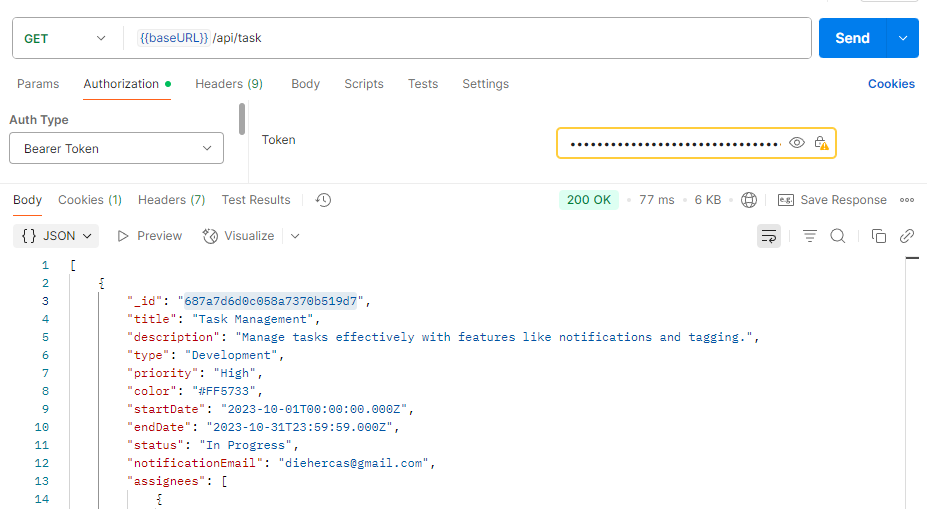 GET {{baseURL}} /api/task Send
Params Authorization Headers (9) Body Scripts Tests Settings Cookies
Auth Type
Bearer Token
Token
Body Cookies (1) Headers (7) Test Results 200 OK 77 ms 6 KB e.g. Save Response
{} JSON Preview Visualize
1 [
2 {
3 "_id": "687a7d6d0c058a7370b519d7",
4 "title": "Task Management",
5 "description": "Manage tasks effectively with features like notifications and tagging.",
6 "type": "Development",
7 "priority": "High",
8 "color": "#FF5733",
9 "startDate": "2023-10-01T00:00:00.000Z",
10 "endDate": "2023-10-31T23:59:59.000Z",
11 "status": "In Progress",
12 "notificationEmail": "diehercas@gmail.com",
13 "assignees": [
14 {